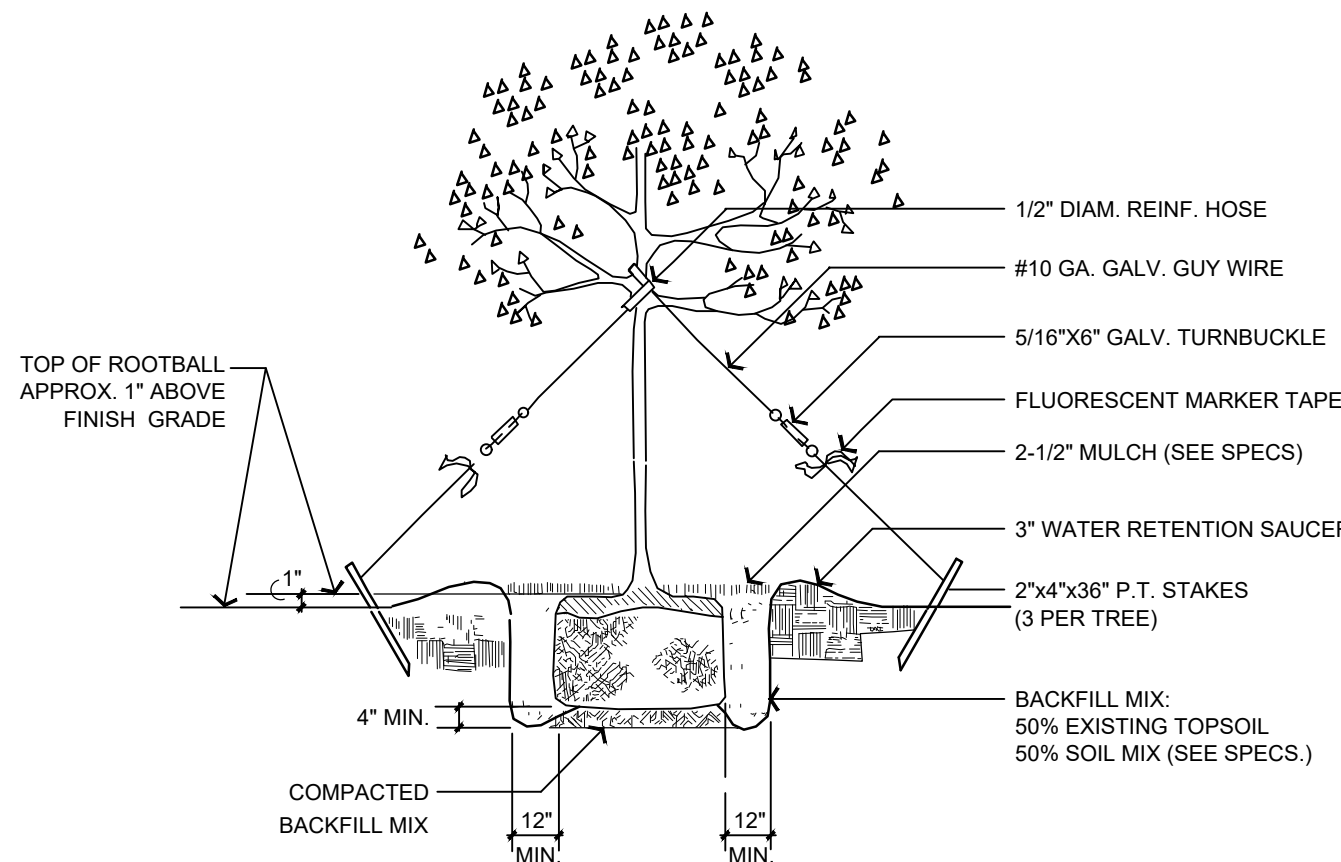 1/2" DIAM. REINF. HOSE
#10 GA. GALV. GUY WIRE
5/16"X6" GALV. TURNBUCKLE
TOP OF ROOTBALL
APPROX. 1" ABOVE
FINISH GRADE
FLUORESCENT MARKER TAPE
2-1/2" MULCH (SEE SPECS)
3" WATER RETENTION SAUCER
1"
2"x4"x36" P.T. STAKES
(3 PER TREE)
4" MIN.
BACKFILL MIX:
50% EXISTING TOPSOIL
50% SOIL MIX (SEE SPECS.)
COMPACTED
BACKFILL MIX
12"
MIN.
12"
MIN.